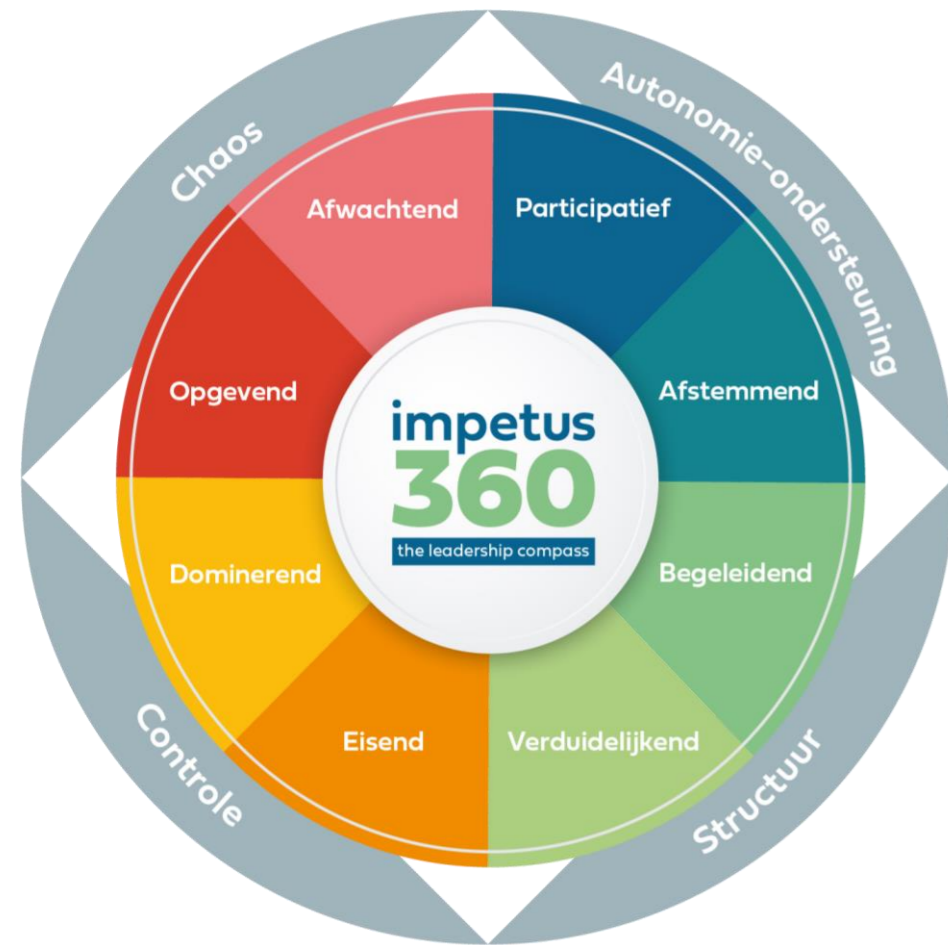 Chaos
Autonomie-ondersteuning
Afwachtend
Participatief
Opgevend
Afstemmend
impetus
360
the leadership compass
Dominerend
Begeleidend
Eisend
Verduidelijkend
Controle
Structuur